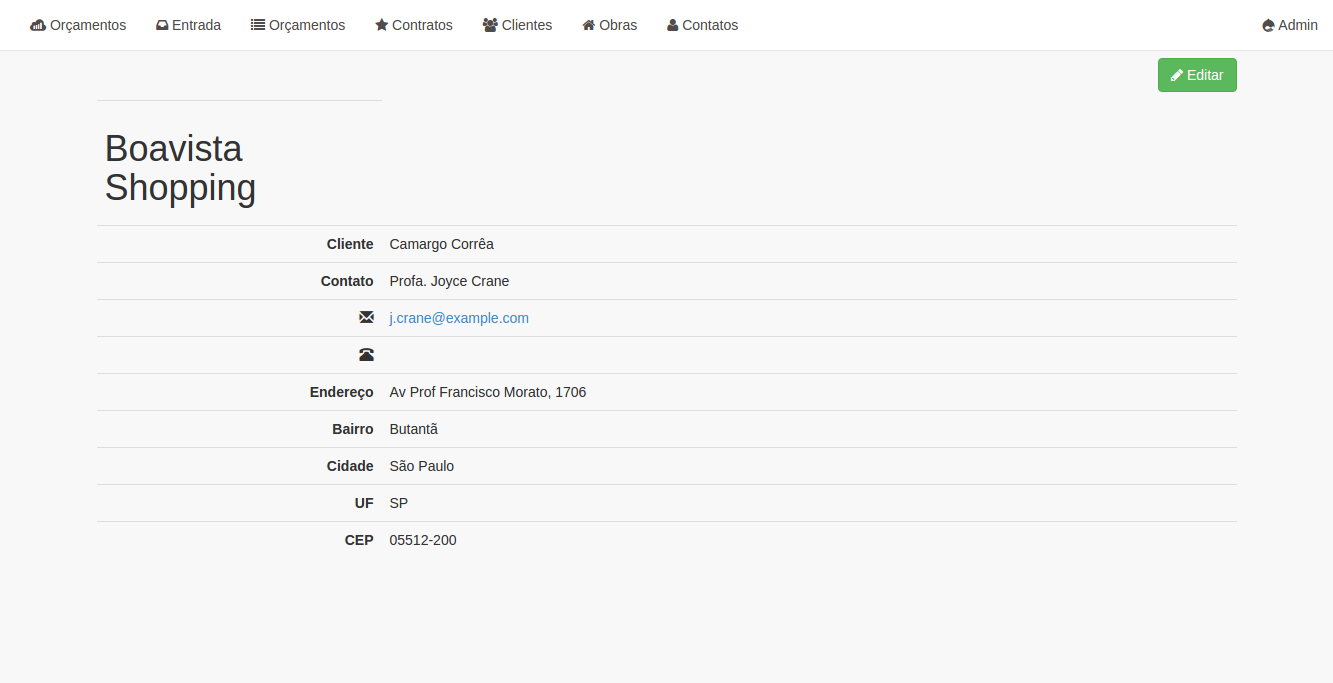 Orçamentos Entrada Orçamentos Contratos Clientes Obras Contatos Admin
Editar
Boavista
Shopping
Cliente Camargo Corrêa
Contato Profa. Joyce Crane
j.crane@example.com
Endereço Av Prof Francisco Morato, 1706
Bairro Butantã
Cidade São Paulo
UF SP
CEP 05512-200